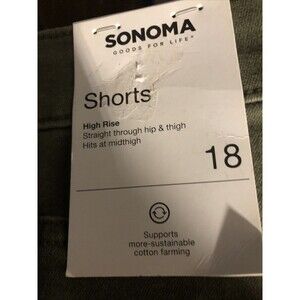 SONOMA
GOODS FOR LIFE
Shorts
High Rise
Straight through hip & thigh
Hits at midthigh
18
Supports
more-sustainable
cotton farming